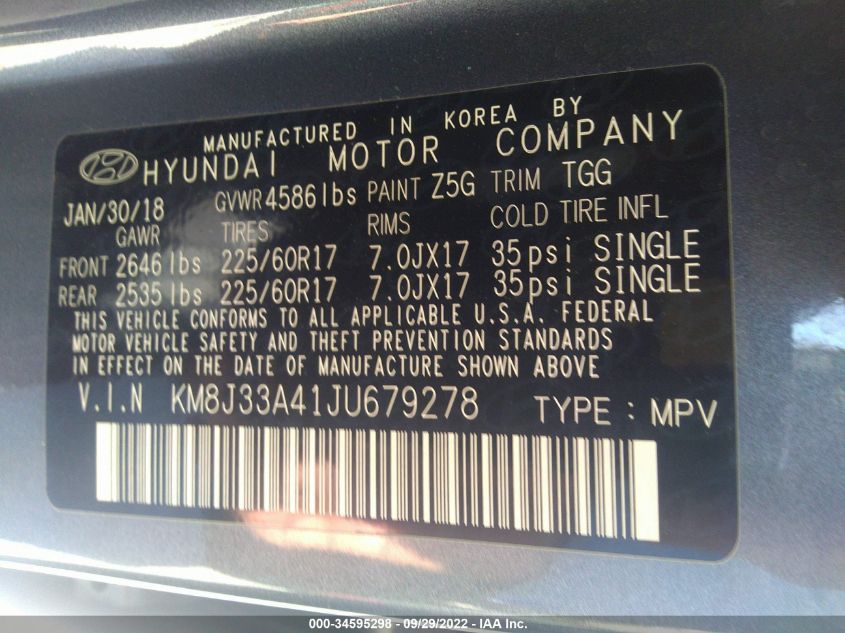 MANUFACTURED IN KOREA BY
HYUNDAI MOTOR COMPANY
JAN/30/18 GVWR 4586lbs PAINT Z5G TRIM TGG
GAWR TIRES RIMS COLD TIRE INFL
FRONT 2646 lbs 225/60R17 7.0JX17 35psi SINGLE
REAR 2535 lbs 225/60R17 7.0JX17 35psi SINGLE
THIS VEHICLE CONFORMS TO ALL APPLICABLE U.S.A. FEDERAL
MOTOR VEHICLE SAFETY AND THEFT PREVENTION STANDARDS
IN EFFECT ON THE DATE OF MANUFACTURE SHOWN ABOVE
V.I.N KM8J33A41JU679278 TYPE : MPV
000-34595298 - 09/29/2022 - IAA Inc.